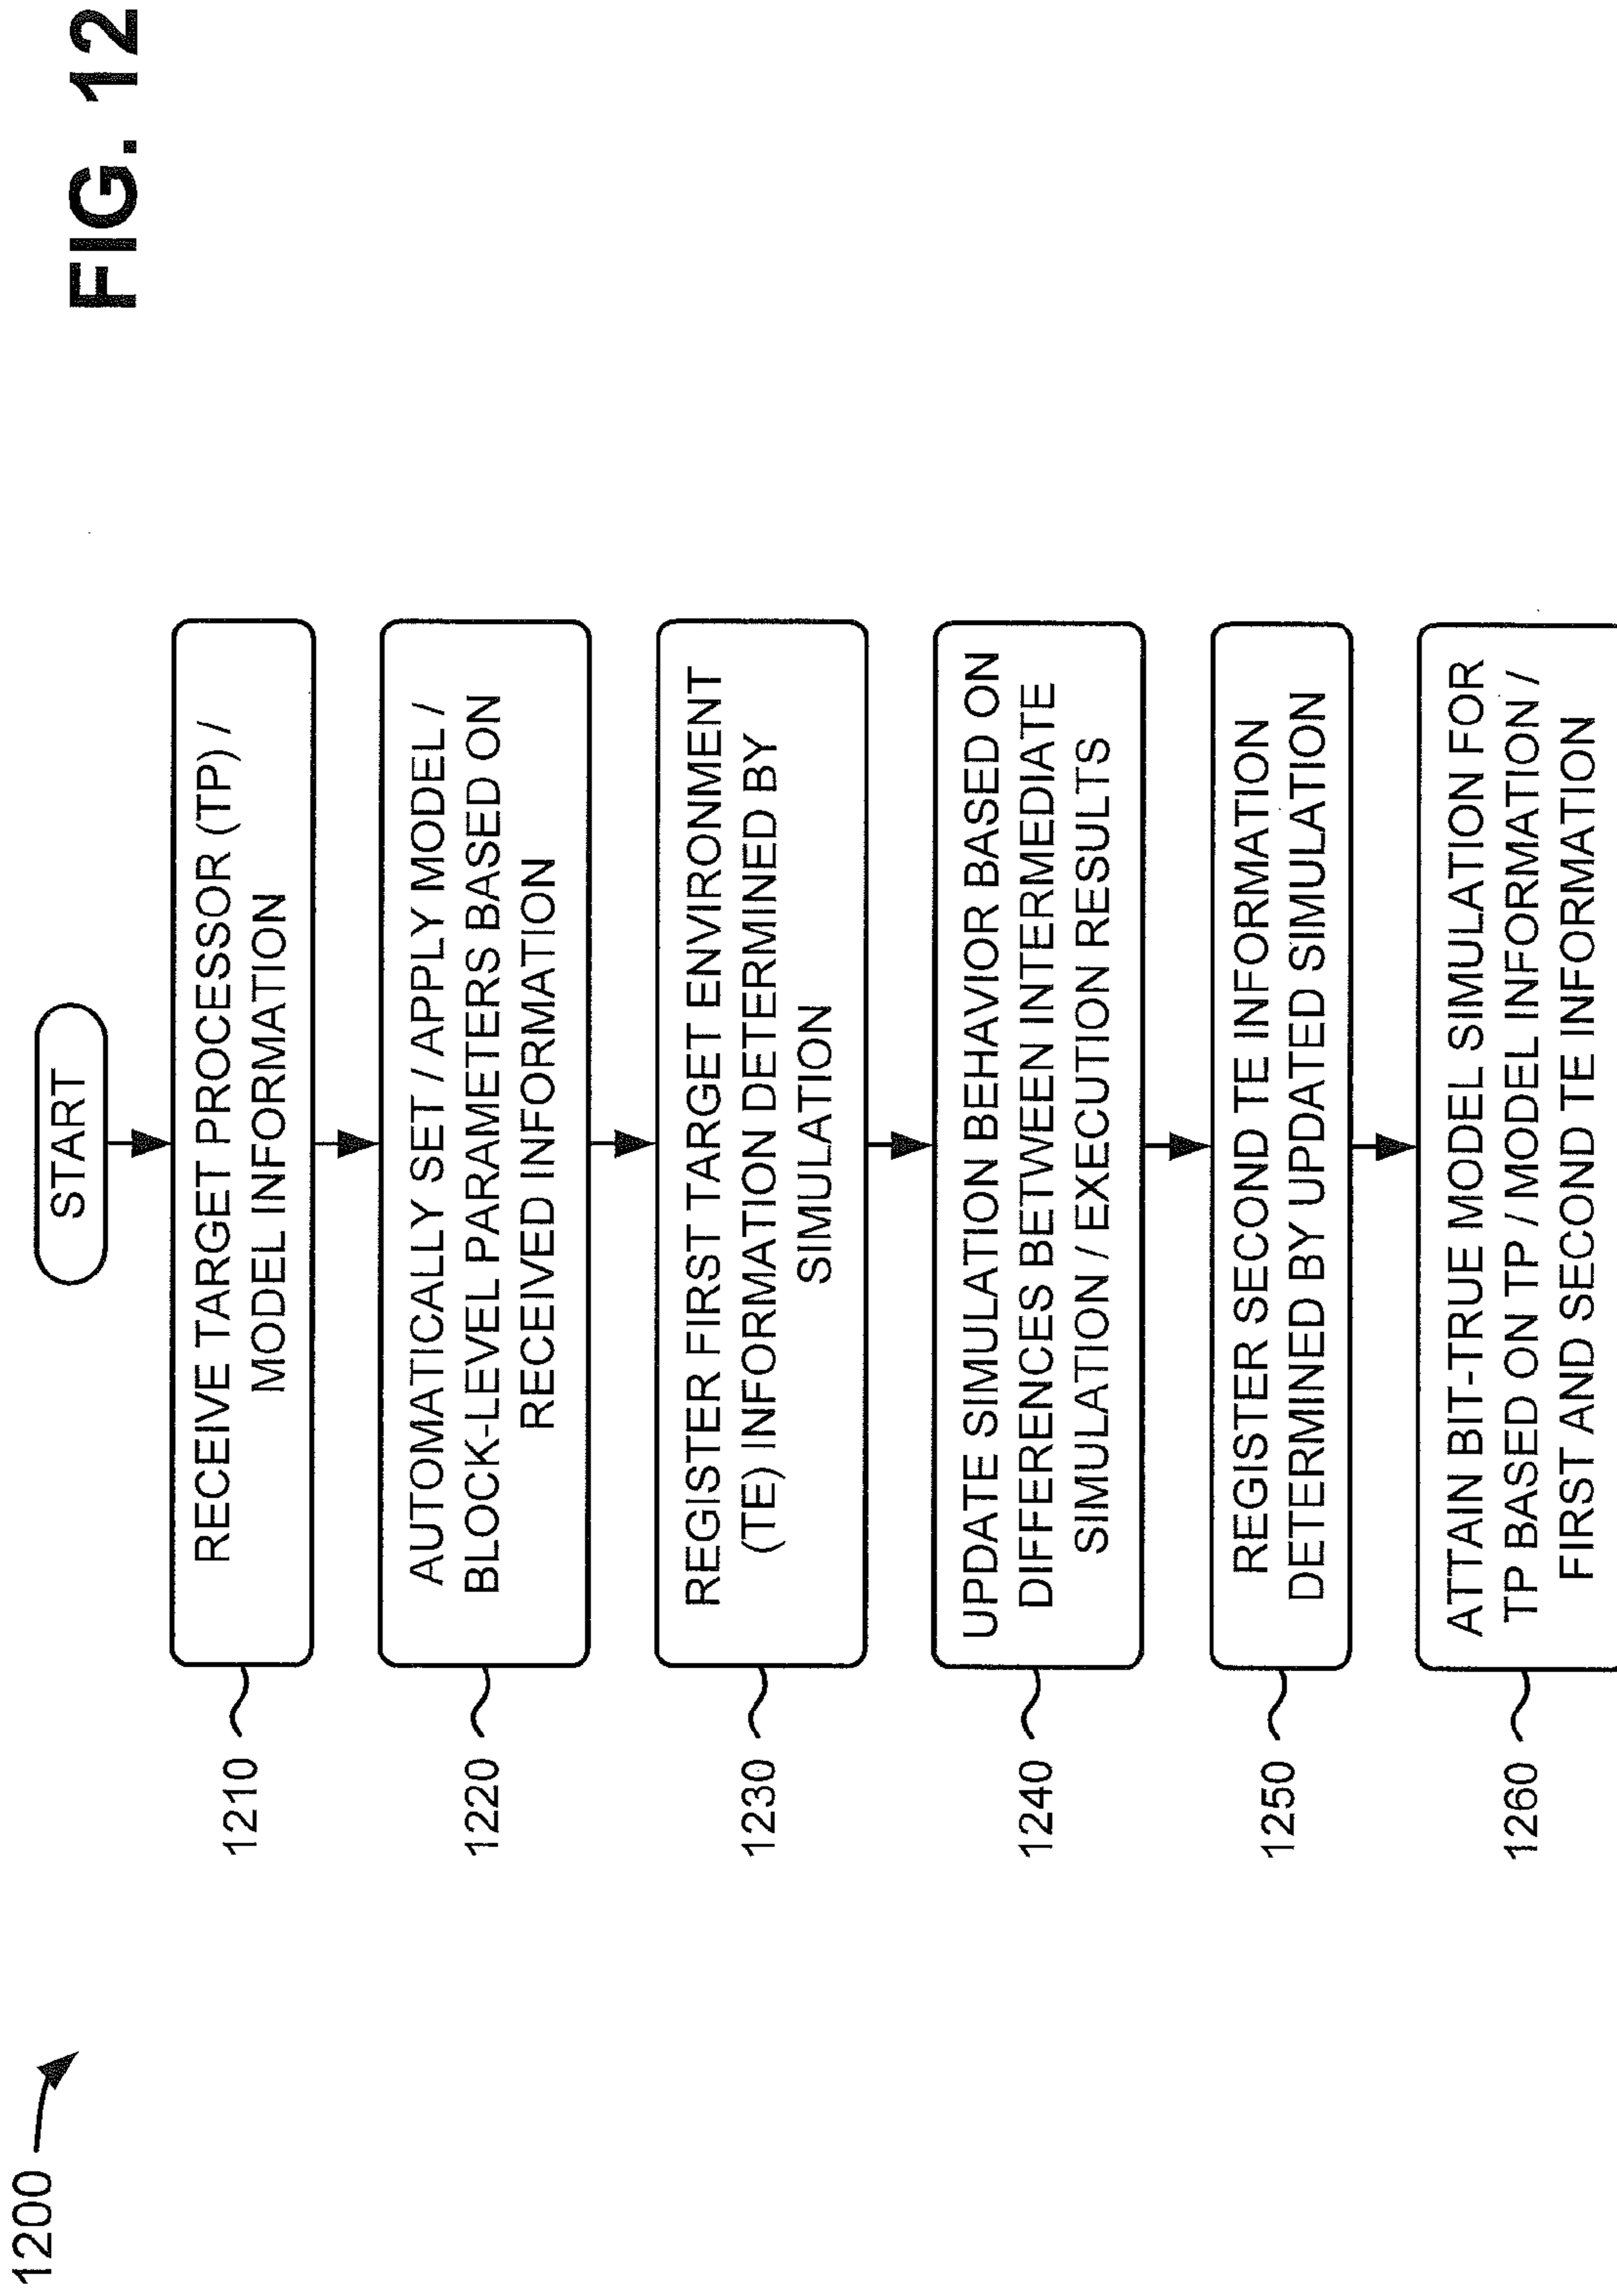 1200
START
1210
RECEIVE TARGET PROCESSOR (TP) /
MODEL INFORMATION
1220
AUTOMATICALLY SET / APPLY MODEL /
BLOCK-LEVEL PARAMETERS BASED ON
RECEIVED INFORMATION
1230
REGISTER FIRST TARGET ENVIRONMENT
(TE) INFORMATION DETERMINED BY
SIMULATION
1240
UPDATE SIMULATION BEHAVIOR BASED ON
DIFFERENCES BETWEEN INTERMEDIATE
SIMULATION / EXECUTION RESULTS
1250
REGISTER SECOND TE INFORMATION
DETERMINED BY UPDATED SIMULATION
1260
ATTAIN BIT-TRUE MODEL SIMULATION FOR
TP BASED ON TP / MODEL INFORMATION /
FIRST AND SECOND TE INFORMATION
FIG. 12